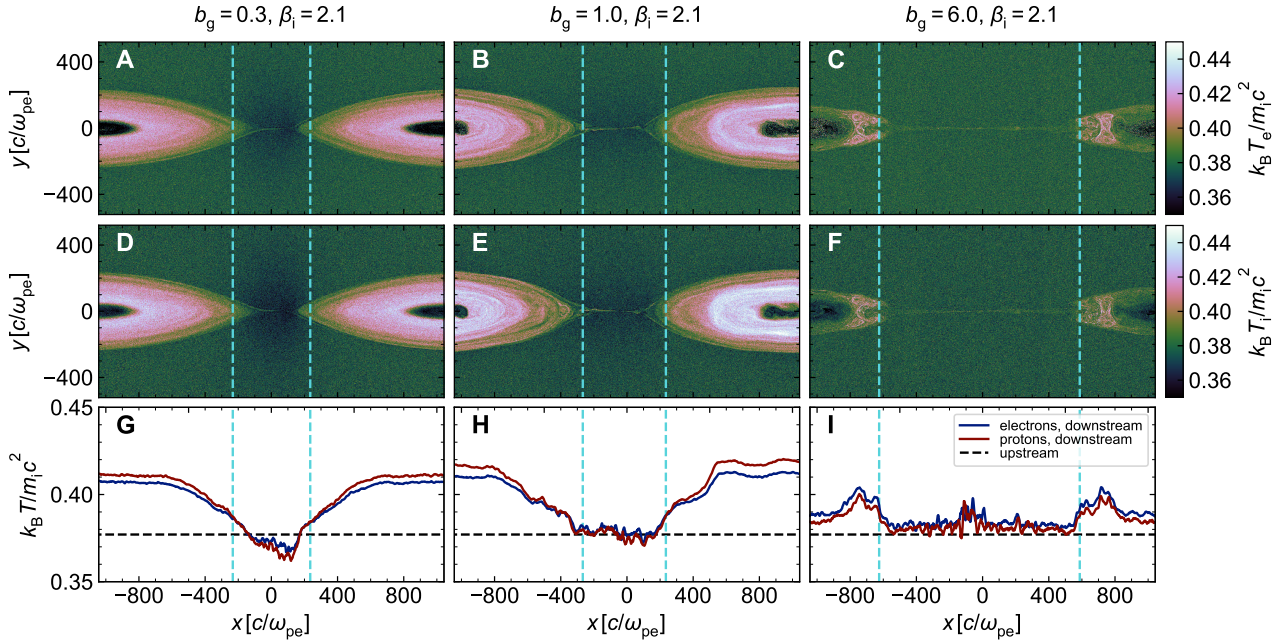 b_g = 0.3, β_i = 2.1
b_g = 1.0, β_i = 2.1
b_g = 6.0, β_i = 2.1
A
B
C
400
0
−400
y [c/ω_pe]
0.44
0.42
0.40
0.38
0.36
k_B T_e/m_i c^2
D
E
F
400
0
−400
y [c/ω_pe]
0.44
0.42
0.40
0.38
0.36
k_B T_i/m_i c^2
G
H
I
0.45
0.40
0.35
k_B T/m_i c^2
electrons, downstream
protons, downstream
upstream
−800 −400 0 400 800
−800 −400 0 400 800
−800 −400 0 400 800
x [c/ω_pe]
x [c/ω_pe]
x [c/ω_pe]